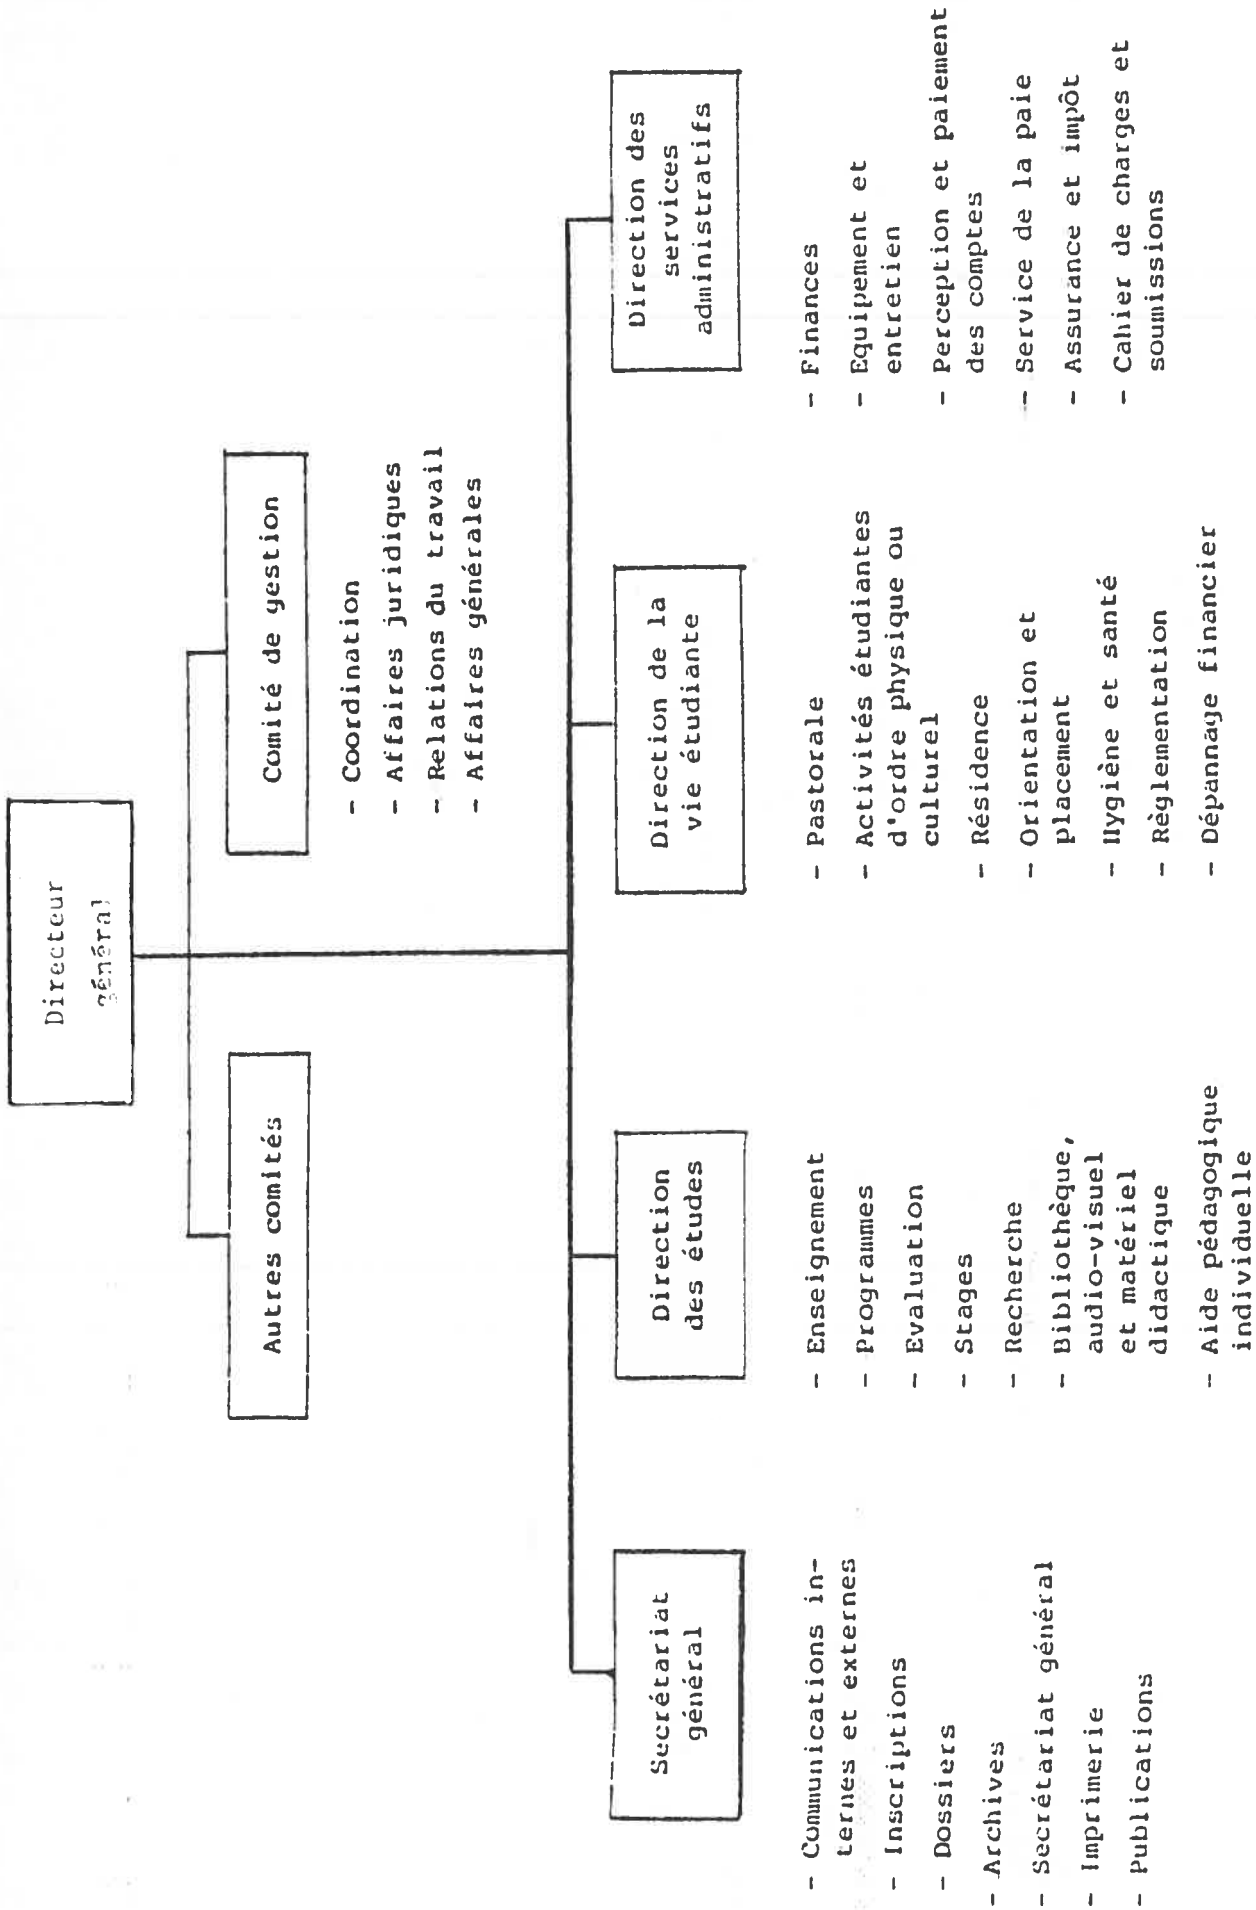 Directeur
général
Autres comités
Comité de gestion
- Coordination
- Affaires juridiques
- Relations du travail
- Affaires générales
Secrétariat
général
- Communications in-
ternes et externes
- Inscriptions
- Dossiers
- Archives
- Secrétariat général
- Imprimerie
- Publications
Direction
des études
- Enseignement
- Programmes
- Evaluation
- Stages
- Recherche
- Bibliothèque,
audio-visuel
et matériel
didactique
- Aide pédagogique
individuelle
Direction de la
vie étudiante
- Pastorale
- Activités étudiantes
d'ordre physique ou
culturel
- Résidence
- Orientation et
placement
- Hygiène et santé
- Règlementation
- Dépannage financier
Direction des
services
administratifs
- Finances
- Equipement et
entretien
- Perception et paiement
des comptes
- Service de la paie
- Assurance et impôt
- Cahier de charges et
soumissions